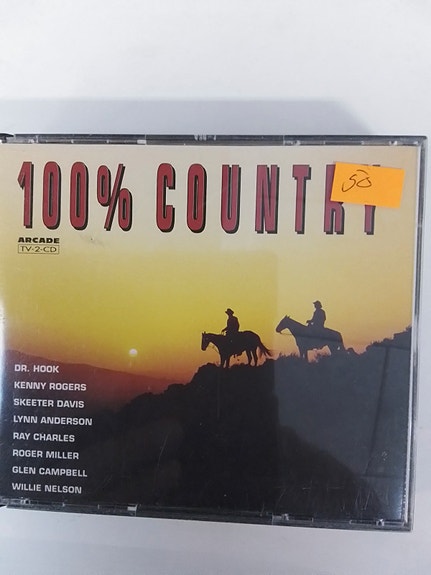 100% COUNTRY
50
ARCADE
TV-2-CD
DR. HOOK
KENNY ROGERS
SKEETER DAVIS
LYNN ANDERSON
RAY CHARLES
ROGER MILLER
GLEN CAMPBELL
WILLIE NELSON